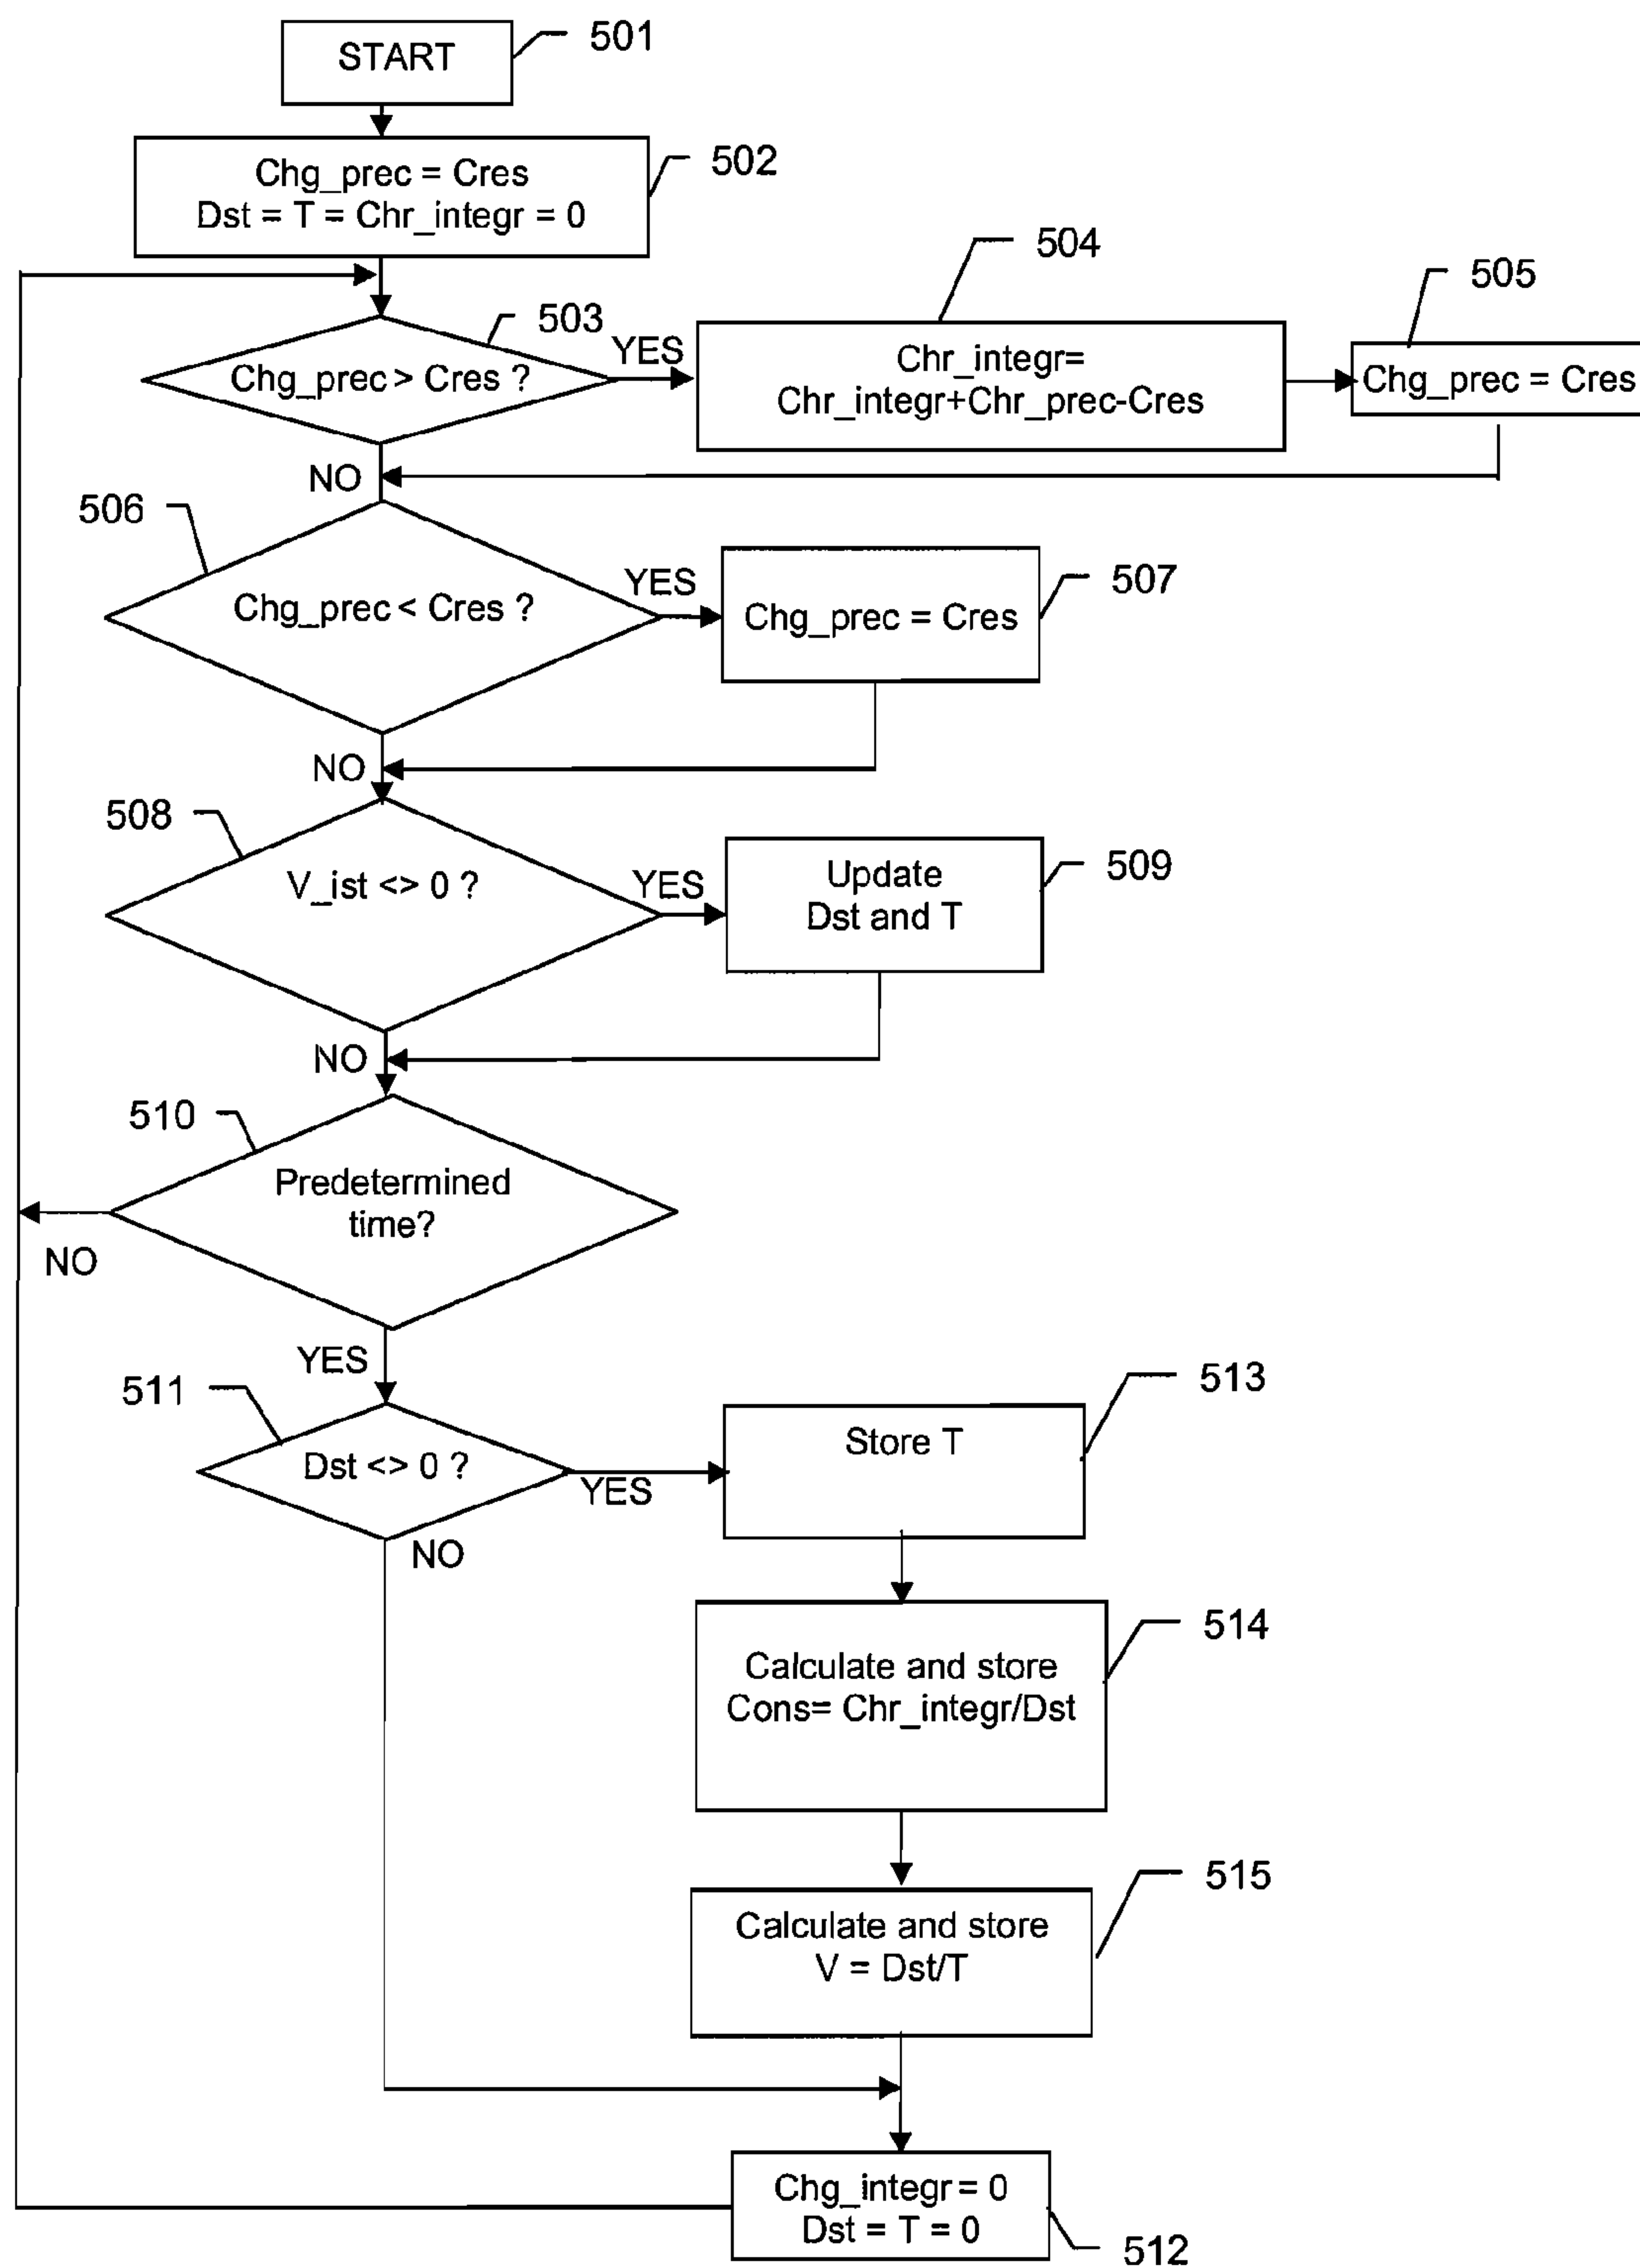 START
501
Chg_prec = Cres
Dst = T = Chr_integr = 0
502
503
Chg_prec > Cres ?
YES
504
Chr_integr=
Chr_integr+Chr_prec-Cres
505
Chg_prec = Cres
NO
506
Chg_prec < Cres ?
YES
Chg_prec = Cres
507
NO
508
V_ist <> 0 ?
YES
Update
Dst and T
509
NO
510
Predetermined
time?
NO
YES
511
Dst <> 0 ?
YES
NO
Store T
513
Calculate and store
Cons= Chr_integr/Dst
514
Calculate and store
V = Dst/T
515
Chg_integr = 0
Dst = T = 0
512